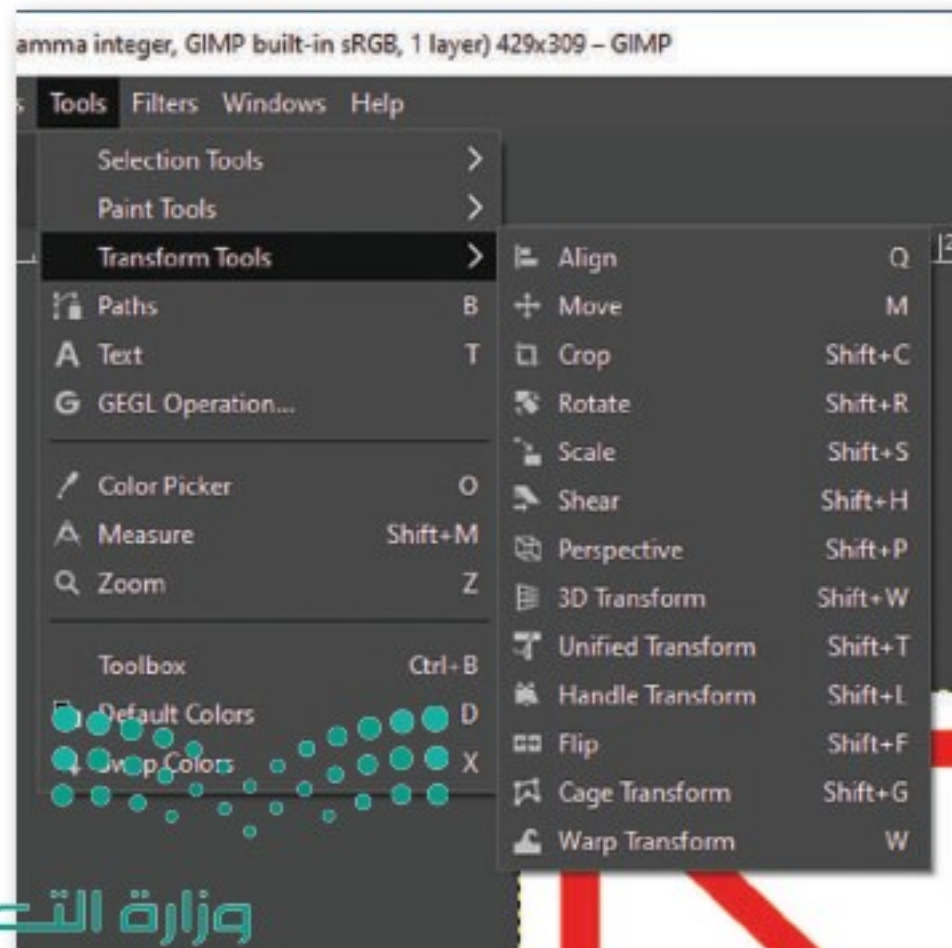 amma integer, GIMP built-in sRGB, 1 layer) 429x309 – GIMP
s Tools Filters Windows Help
Selection Tools >
Paint Tools >
Transform Tools >
Paths B
Text T
GEGL Operation...
Color Picker O
Measure Shift+M
Zoom Z
Toolbox Ctrl+B
Default Colors D
Swap Colors X
Align Q
Move M
Crop Shift+C
Rotate Shift+R
Scale Shift+S
Shear Shift+H
Perspective Shift+P
3D Transform Shift+W
Unified Transform Shift+T
Handle Transform Shift+L
Flip Shift+F
Cage Transform Shift+G
Warp Transform W
2
وزارة التـ